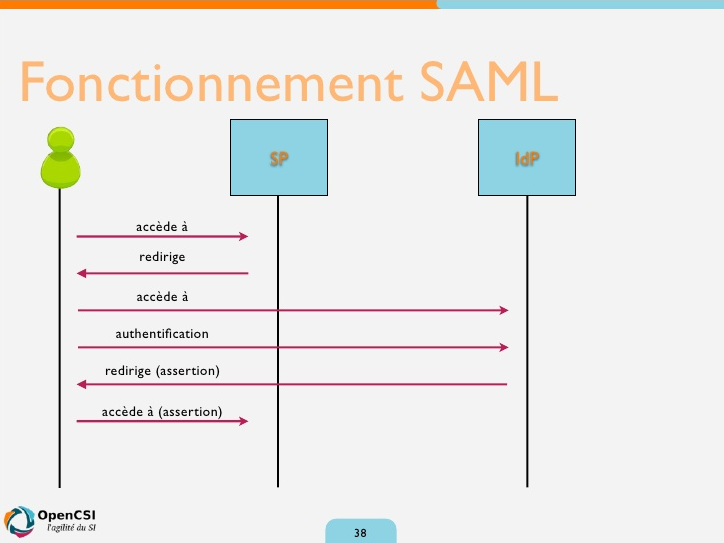 Fonctionnement SAML
SP
IdP
accède à
redirige
accède à
authentification
redirige (assertion)
accède à (assertion)
OpenCSI
l'agilité du SI
38